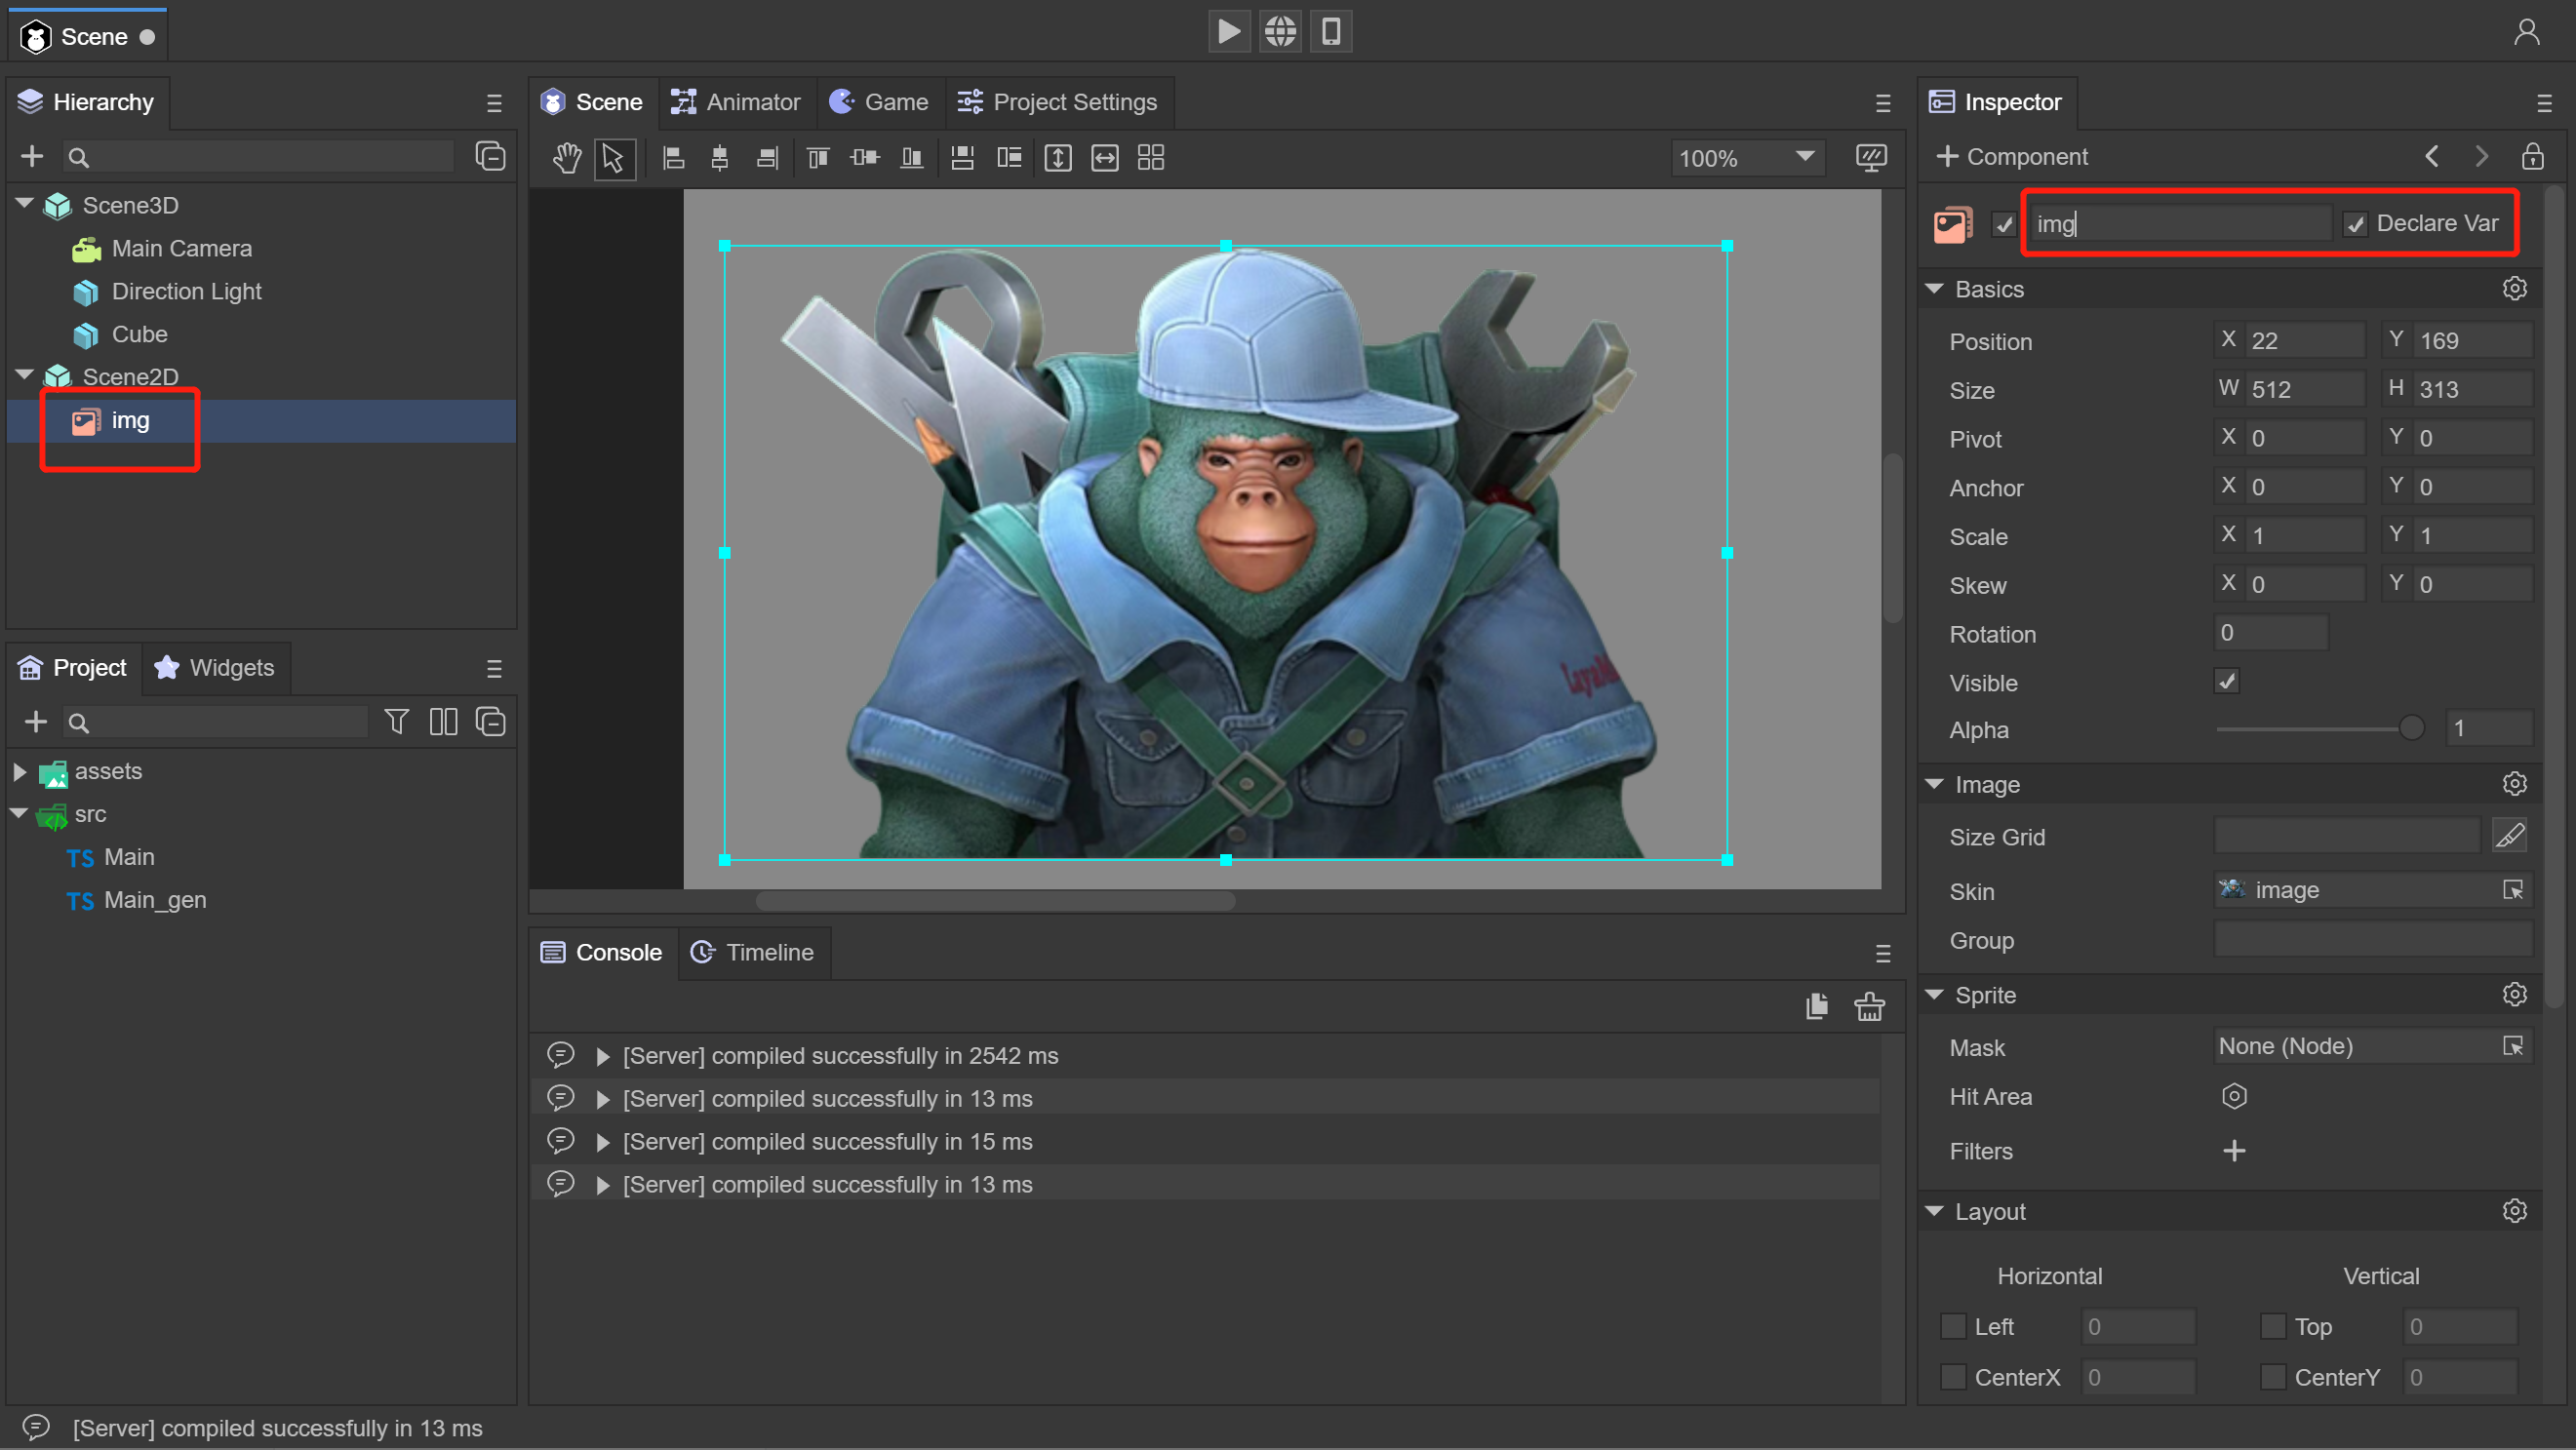 Scene
Hierarchy
Scene3D
Main Camera
Direction Light
Cube
Scene2D
img
Project
Widgets
assets
src
TS Main
TS Main_gen
Scene
Animator
Game
Project Settings
100%
Console
Timeline
[Server] compiled successfully in 2542 ms
[Server] compiled successfully in 13 ms
[Server] compiled successfully in 15 ms
[Server] compiled successfully in 13 ms
Inspector
Component
img Declare Var
Basics
Position X 22 Y 169
Size W 512 H 313
Pivot X 0 Y 0
Anchor X 0 Y 0
Scale X 1 Y 1
Skew X 0 Y 0
Rotation 0
Visible
Alpha 1
Image
Size Grid
Skin image
Group
Sprite
Mask None (Node)
Hit Area
Filters
Layout
Horizontal Vertical
Left 0 Top 0
CenterX 0 CenterY 0
[Server] compiled successfully in 13 ms